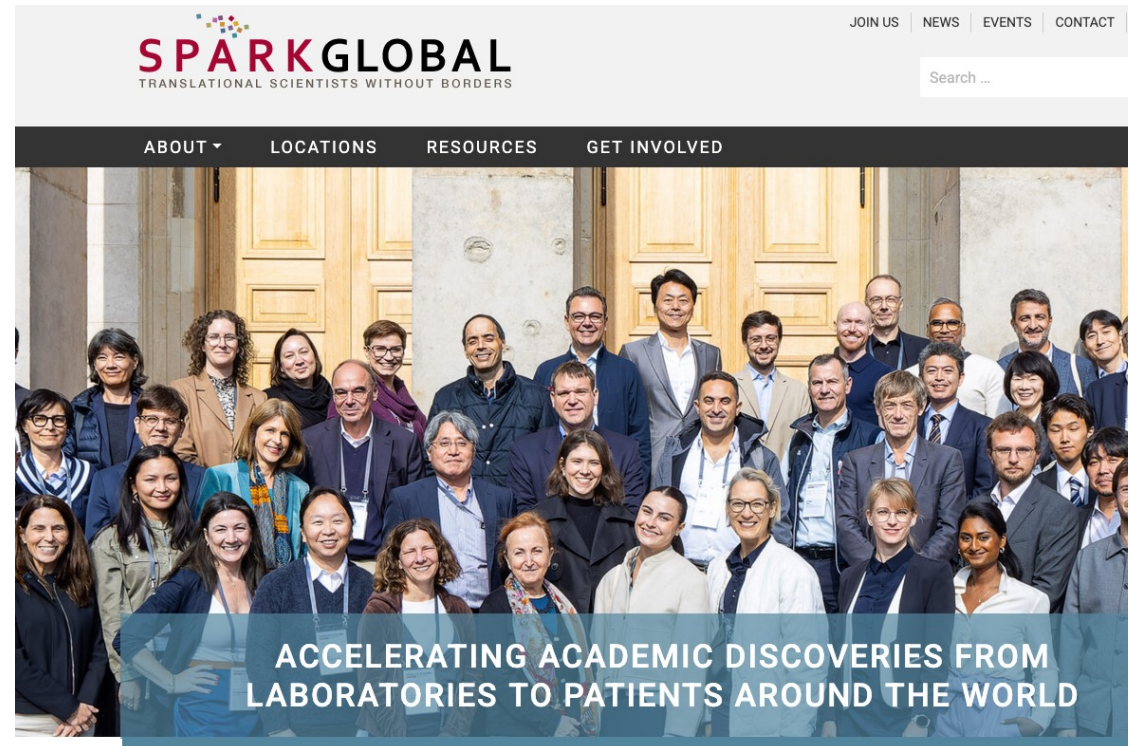 SPARKGLOBAL
TRANSLATIONAL SCIENTISTS WITHOUT BORDERS
JOIN US
NEWS
EVENTS
CONTACT
Search ...
ABOUT
LOCATIONS
RESOURCES
GET INVOLVED
ACCELERATING ACADEMIC DISCOVERIES FROM
LABORATORIES TO PATIENTS AROUND THE WORLD